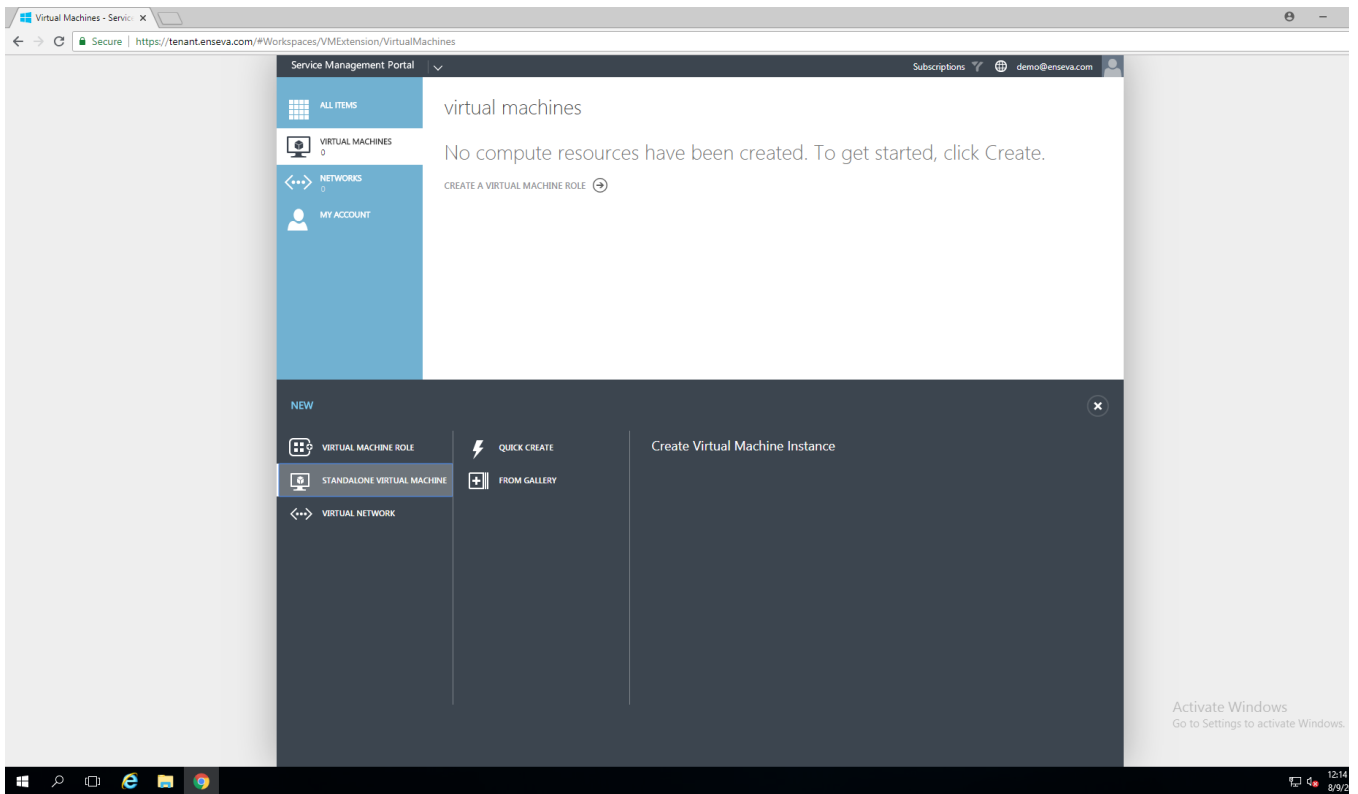 Virtual Machines - Servic
Secure | https://tenant.enseva.com/#Workspaces/VMExtension/VirtualMachines
Service Management Portal
Subscriptions
demo@enseva.com
ALL ITEMS
virtual machines
VIRTUAL MACHINES
0
No compute resources have been created. To get started, click Create.
NETWORKS
0
CREATE A VIRTUAL MACHINE ROLE
MY ACCOUNT
NEW
VIRTUAL MACHINE ROLE
QUICK CREATE
Create Virtual Machine Instance
STANDALONE VIRTUAL MACHINE
FROM GALLERY
VIRTUAL NETWORK
Activate Windows
Go to Settings to activate Windows.
12:14
8/9/2